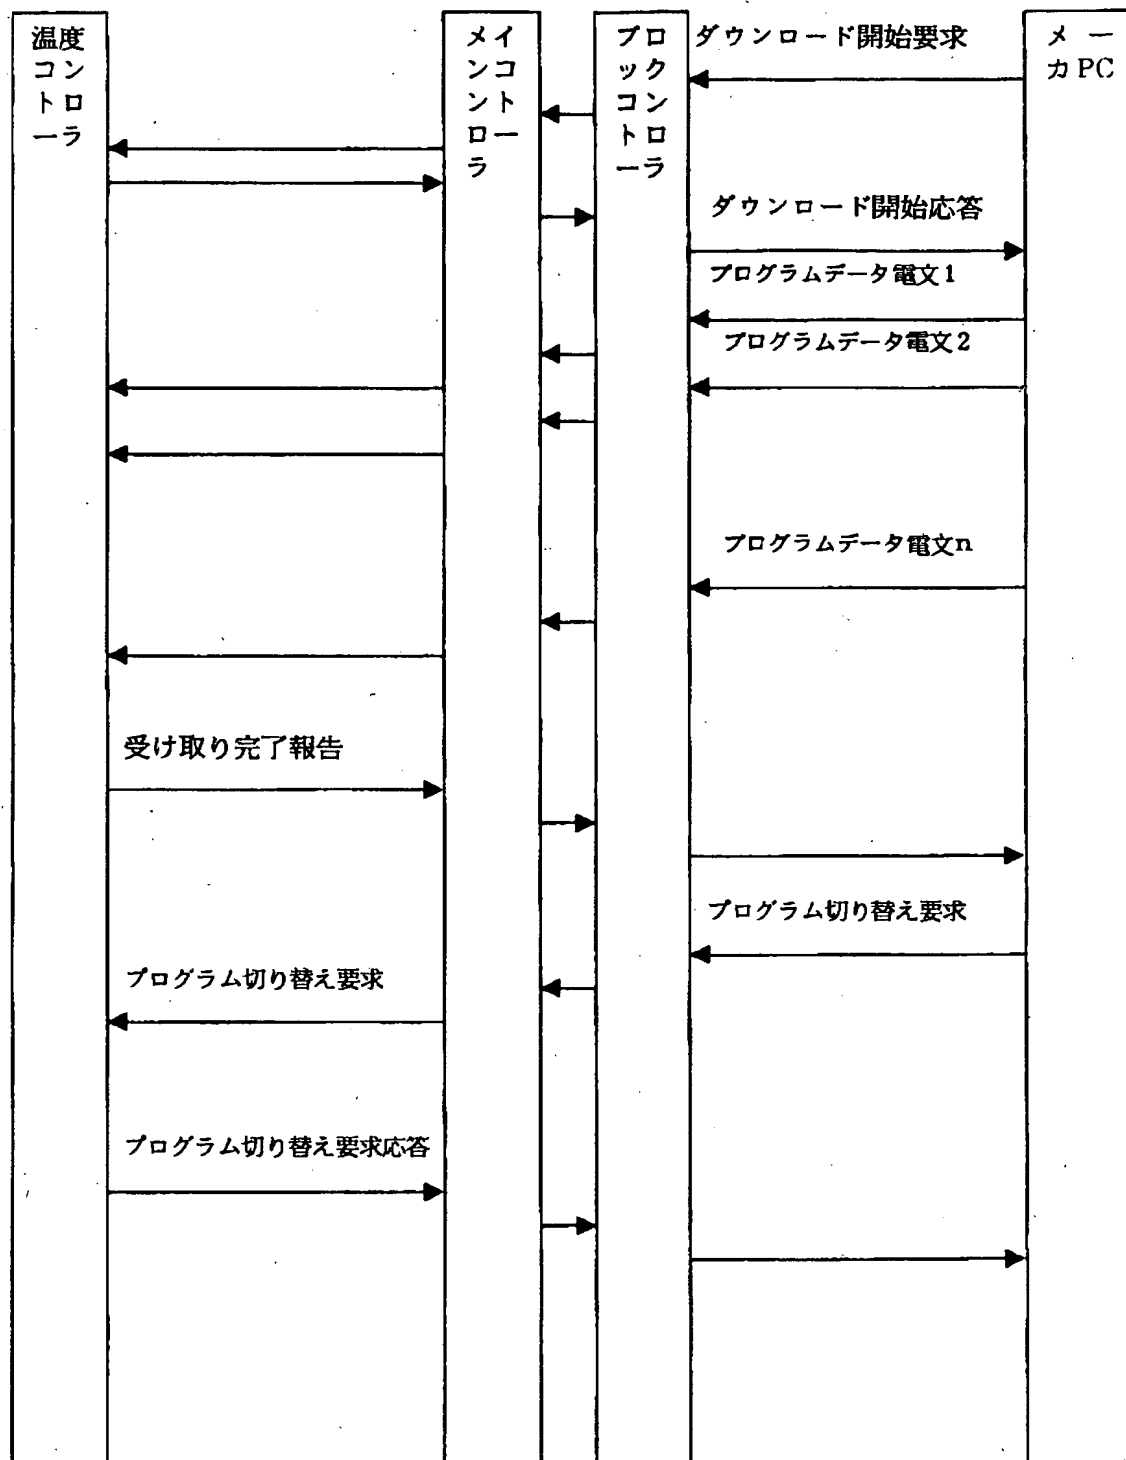 温度
コン
トロ
ーラ
メイ
ンコ
ント
ロー
ラ
ブロ
ック
コン
トロ
ーラ
メー
カPC
ダウンロード開始要求
ダウンロード開始応答
プログラムデータ電文1
プログラムデータ電文2
プログラムデータ電文n
受け取り完了報告
プログラム切り替え要求
プログラム切り替え要求
プログラム切り替え要求応答